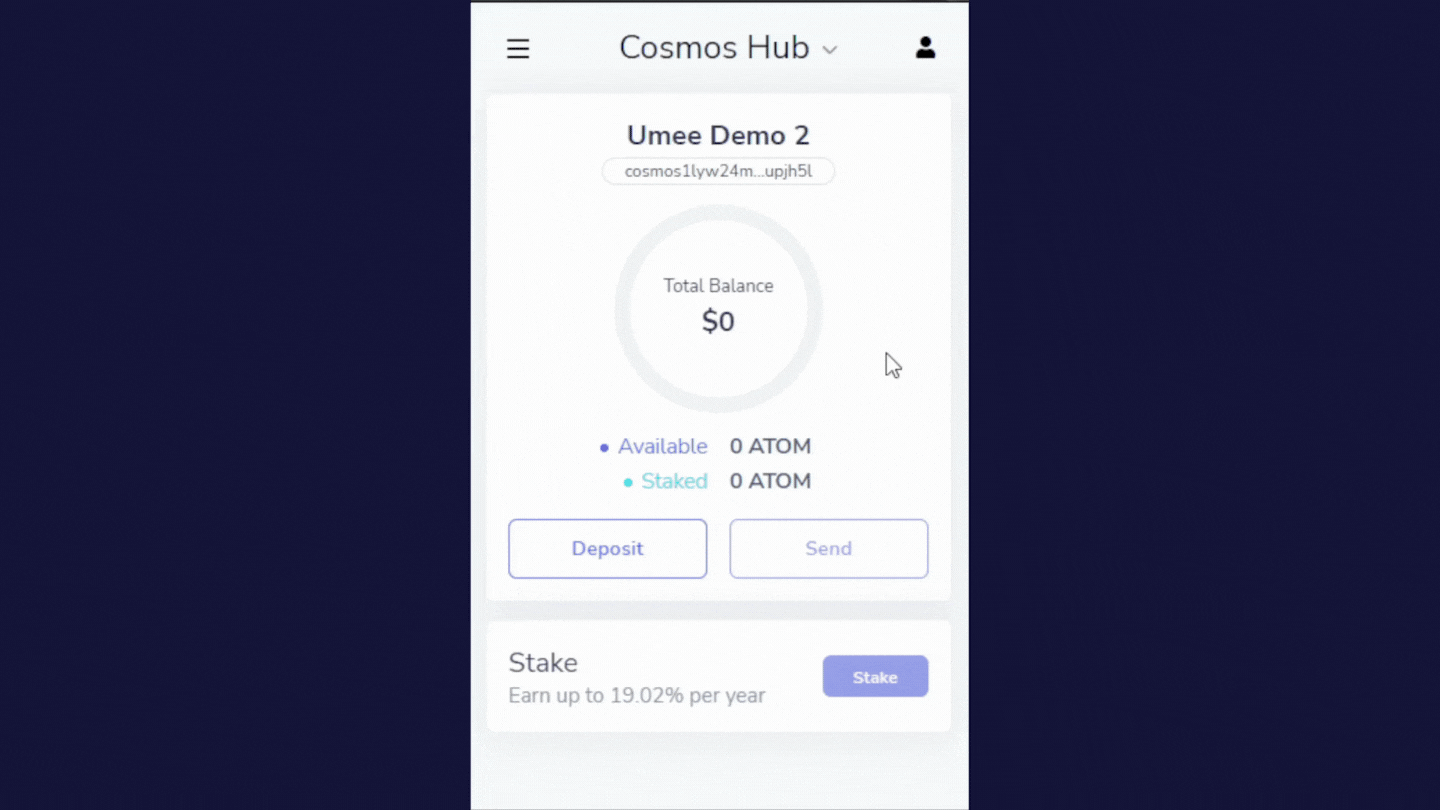 Cosmos Hub
Umee Demo 2
cosmos1lyw24m...upjh5l
Total Balance
$0
Available 0 ATOM
Staked 0 ATOM
Deposit Send
Stake
Earn up to 19.02% per year
Stake